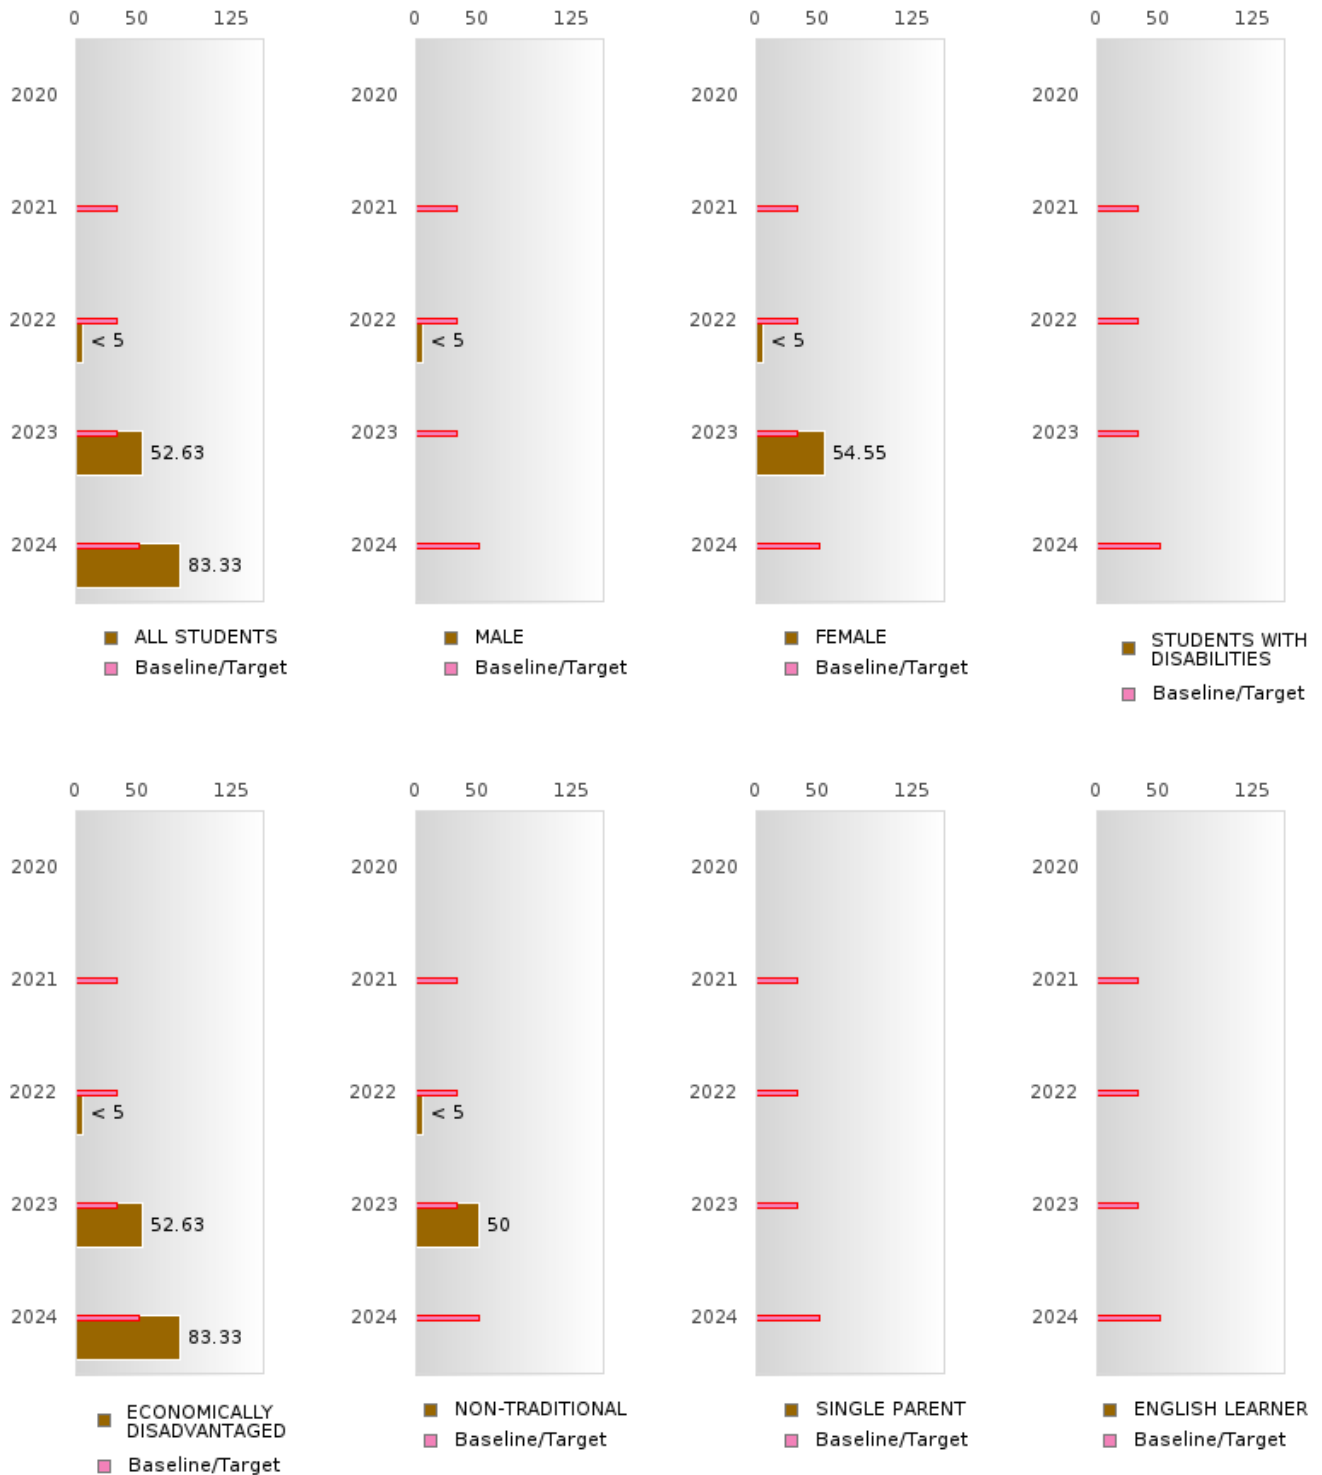 0 50 125
0 50 125
0 50 125
0 50 125
2020
2020
2020
2020
2021
2021
2021
2021
2022
2022
2022
2022
< 5
< 5
< 5
2023
2023
2023
2023
52.63
54.55
2024
2024
2024
2024
83.33
ALL STUDENTS
Baseline/Target
MALE
Baseline/Target
FEMALE
Baseline/Target
STUDENTS WITH
DISABILITIES
Baseline/Target
0 50 125
0 50 125
0 50 125
0 50 125
2020
2020
2020
2020
2021
2021
2021
2021
2022
2022
2022
2022
< 5
< 5
2023
2023
2023
2023
52.63
50
2024
2024
2024
2024
83.33
ECONOMICALLY
DISADVANTAGED
Baseline/Target
NON-TRADITIONAL
Baseline/Target
SINGLE PARENT
Baseline/Target
ENGLISH LEARNER
Baseline/Target